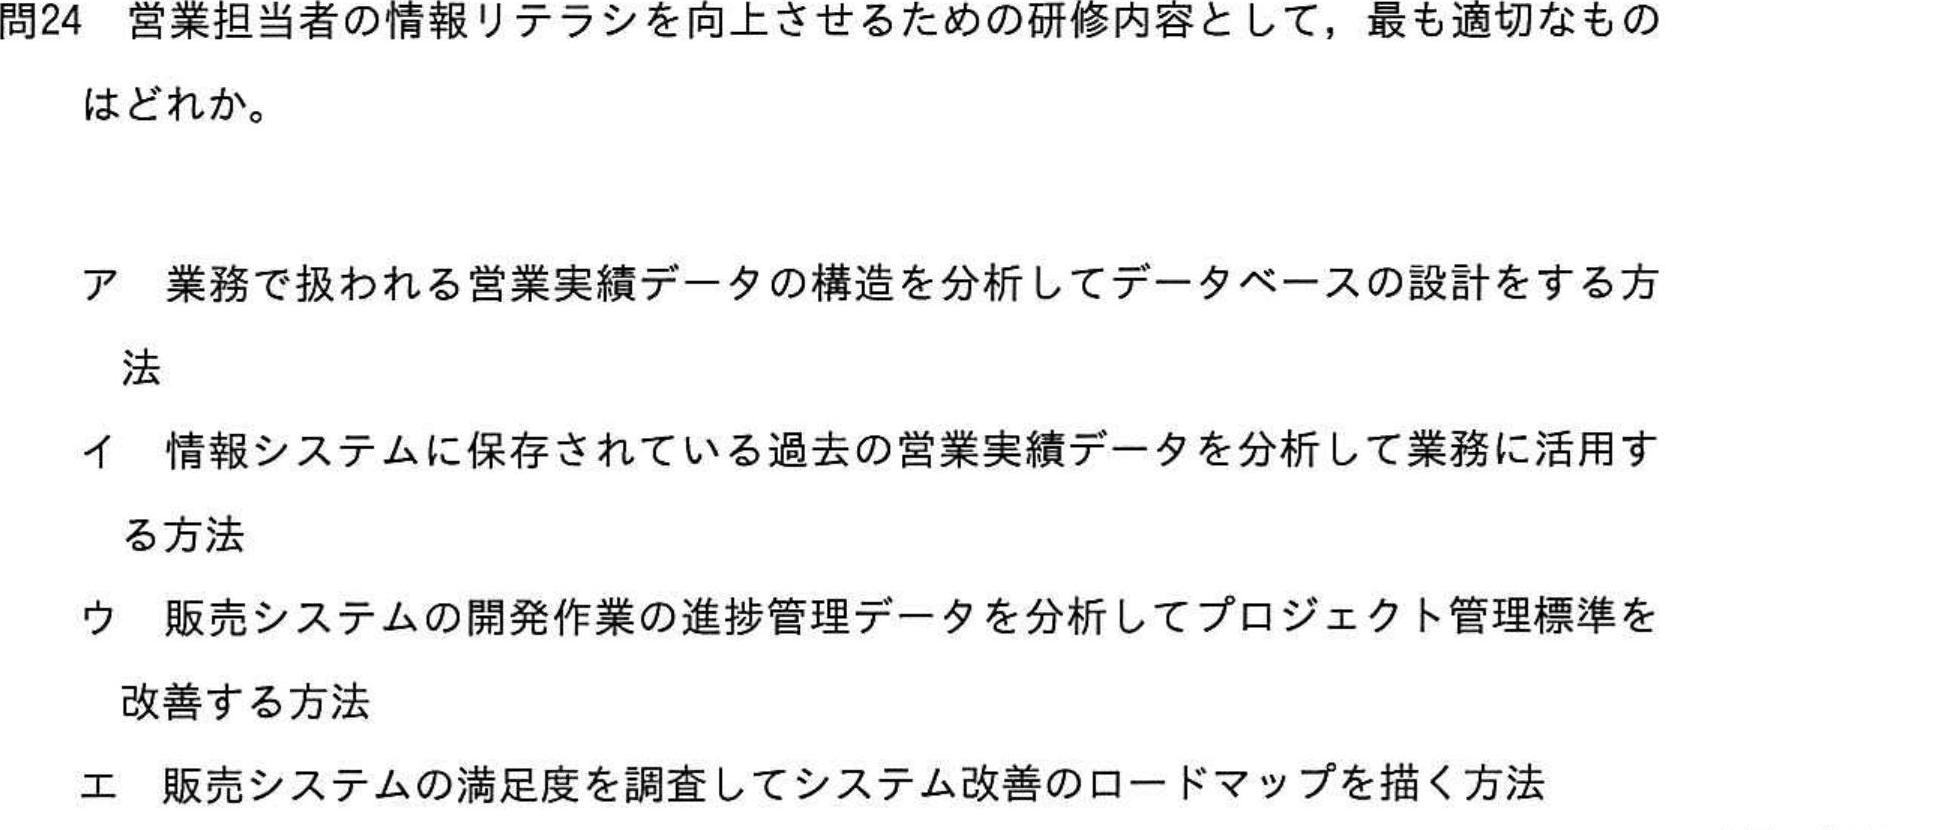 問24 営業担当者の情報リテラシを向上させるための研修内容として，最も適切なもの
はどれか。
ア 業務で扱われる営業実績データの構造を分析してデータベースの設計をする方
法
イ 情報システムに保存されている過去の営業実績データを分析して業務に活用す
る方法
ウ 販売システムの開発作業の進捗管理データを分析してプロジェクト管理標準を
改善する方法
エ 販売システムの満足度を調査してシステム改善のロードマップを描く方法